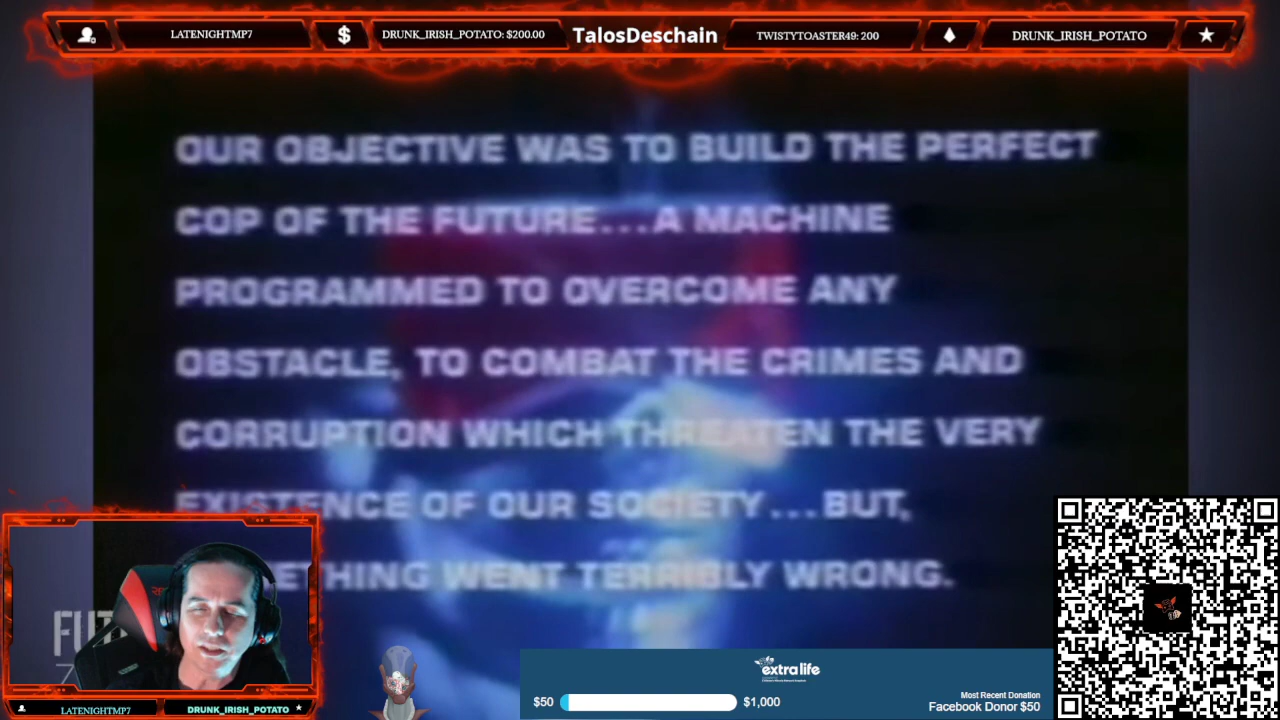 LATENIGHTMP7
$
DRUNK_IRISH_POTATO: $200.00
TalosDeschain
TWISTYTOASTER49: 200
DRUNK_IRISH_POTATO
OUR OBJECTIVE WAS TO BUILD THE PERFECT
COP OF THE FUTURE...A MACHINE
PROGRAMMED TO OVERCOME ANY
OBSTACLE, TO COMBAT THE CRIMES AND
CORRUPTION WHICH THREATEN THE VERY
EXISTENCE OF OUR SOCIETY...BUT,
WENT TERRIBLY WRONG.
extra life
$50
$1,000
Most Recent Donation
Facebook Donor $50
LATENIGHTMP7
DRUNK_IRISH_POTATO